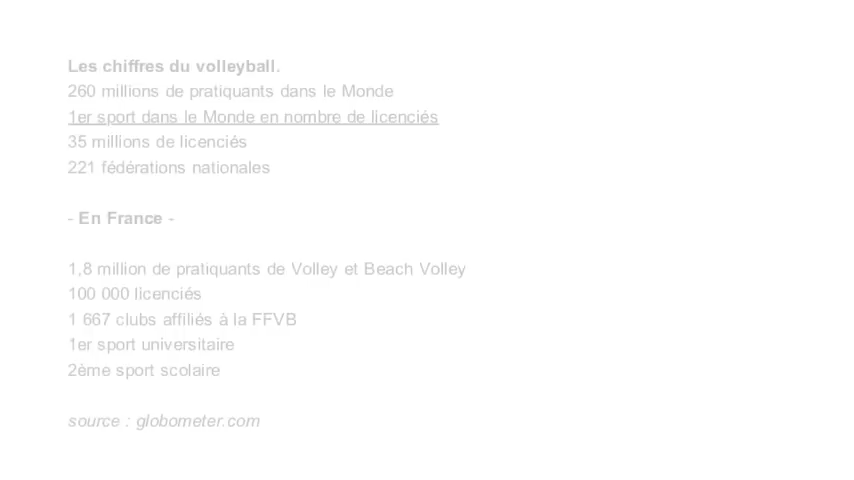 Les chiffres du volleyball.
260 millions de pratiquants dans le Monde
1er sport dans le Monde en nombre de licenciés
35 millions de licenciés
221 fédérations nationales
- En France -
1,8 million de pratiquants de Volley et Beach Volley
100 000 licenciés
1 667 clubs affiliés à la FFVB
1er sport universitaire
2ème sport scolaire
source : globometer.com